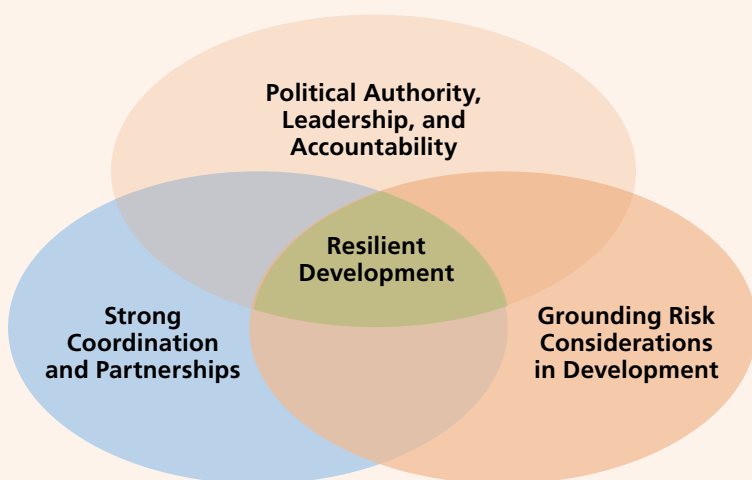 Political Authority,
Leadership, and
Accountability
Resilient
Development
Strong
Coordination
and Partnerships
Grounding Risk
Considerations
in Development